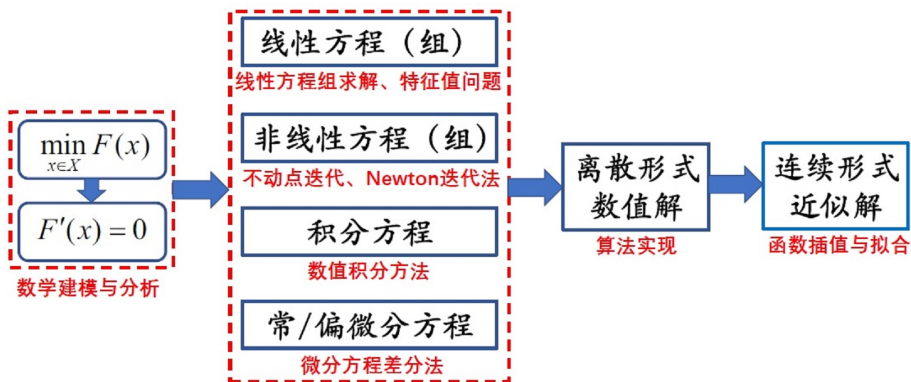 min F(x)
x∈X
F′(x) = 0
数学建模与分析
线性方程（组）
线性方程组求解、特征值问题
非线性方程（组）
不动点迭代、Newton迭代法
积分方程
数值积分方法
常/偏微分方程
微分方程差分法
离散形式
数值解
算法实现
连续形式
近似解
函数插值与拟合